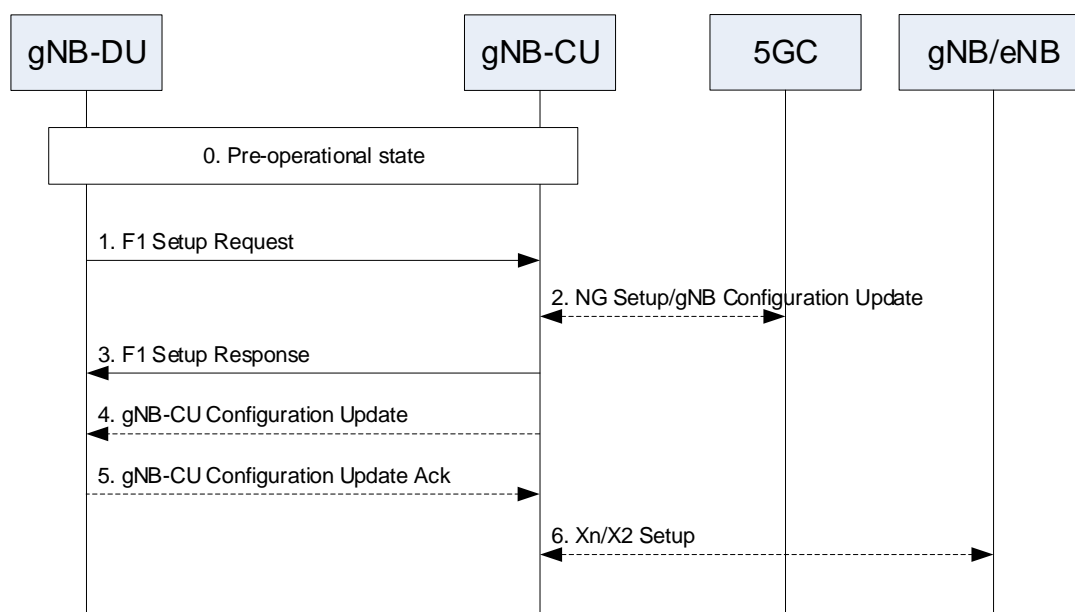 gNB-DU
gNB-CU
5GC
gNB/eNB
0. Pre-operational state
1. F1 Setup Request
2. NG Setup/gNB Configuration Update
3. F1 Setup Response
4. gNB-CU Configuration Update
5. gNB-CU Configuration Update Ack
6. Xn/X2 Setup